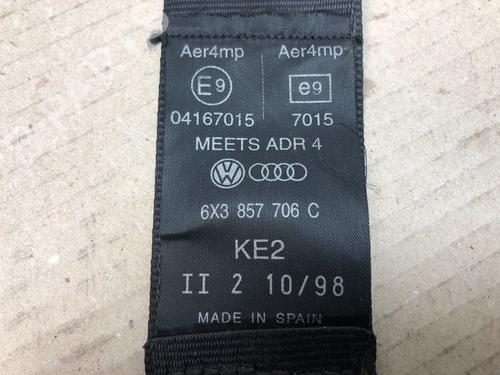 Aer4mp Aer4mp
E9 e9
04167015 7015
MEETS ADR 4
6X3 857 706 C
KE2
II 2 10/98
MADE IN SPAIN